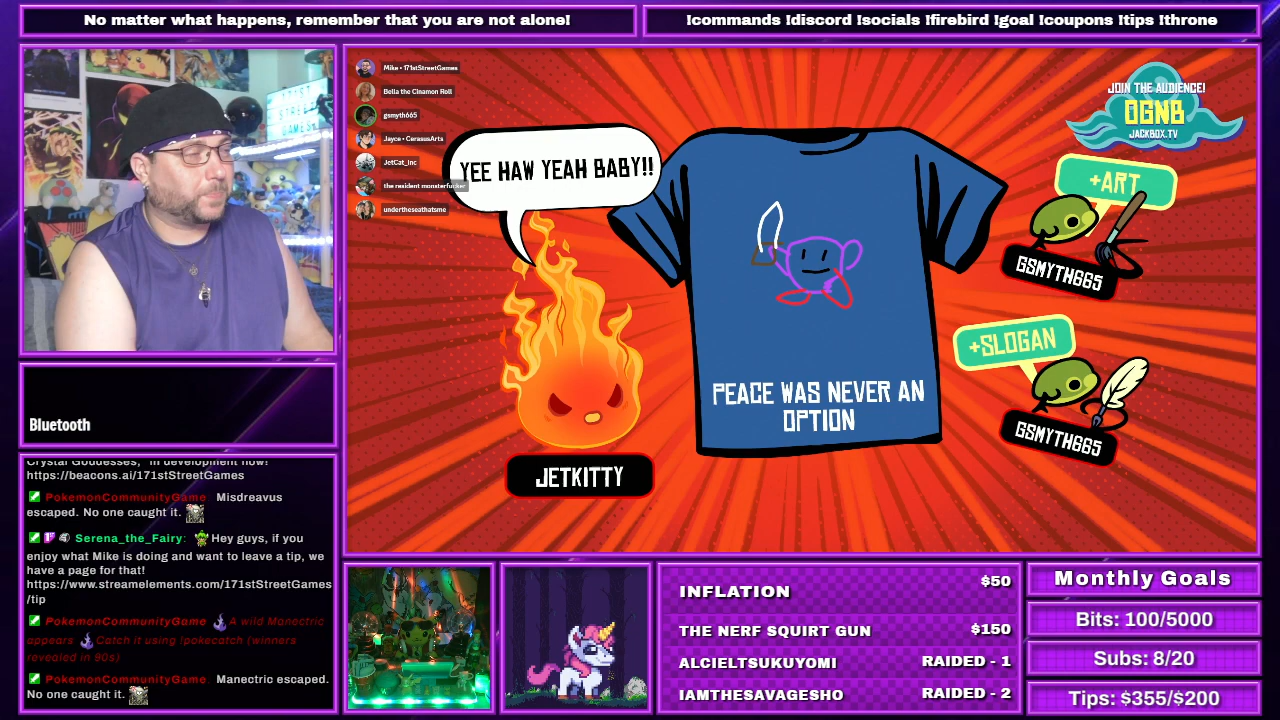 No matter what happens, remember that you are not alone!
!commands !discord !socials !firebird !goal !coupons !tips !throne
Mike • 171stStreetGames
Bella the Cinamon Roll
gsmyth665
Jayce • CerasusArts
JetCat_Inc
the resident monsterfucker
undertheseathatsme
YEE HAW YEAH BABY!!
JETKITTY
PEACE WAS NEVER AN
OPTION
JOIN THE AUDIENCE!
OGNB
JACKBOX.TV
+ART
GSMYTH665
+SLOGAN
GSMYTH665
Bluetooth
Crystal Goddesses," in development now!
https://beacons.ai/171stStreetGames
PokemonCommunityGame: Misdreavus
escaped. No one caught it.
Serena_the_Fairy: Hey guys, if you
enjoy what Mike is doing and want to leave a tip, we
have a page for that!
https://www.streamelements.com/171stStreetGames
/tip
PokemonCommunityGame A wild Manectric
appears Catch it using !pokecatch (winners
revealed in 90s)
PokemonCommunityGame: Manectric escaped.
No one caught it.
INFLATION $50
THE NERF SQUIRT GUN $150
ALCIELTSUKUYOMI RAIDED - 1
IAMTHESAVAGESHO RAIDED - 2
Monthly Goals
Bits: 100/5000
Subs: 8/20
Tips: $355/$200